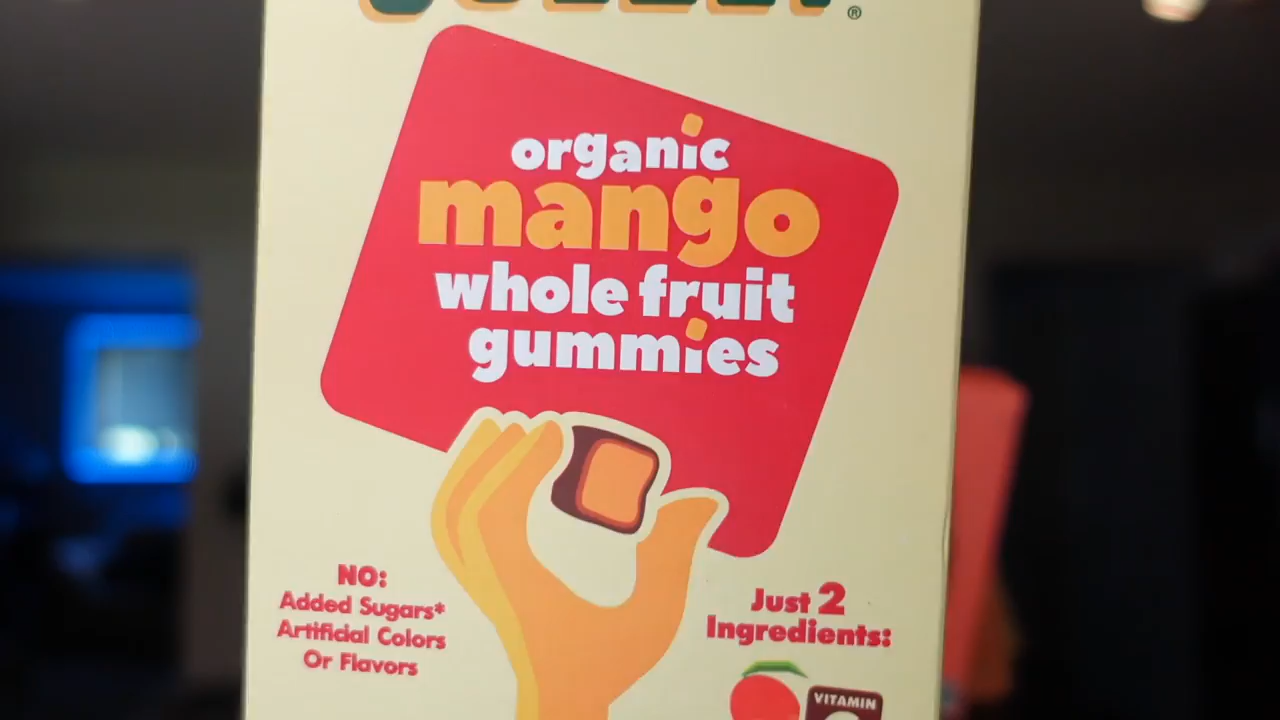 ®
organic
mango
whole fruit
gummies
NO:
Added Sugars*
Artificial Colors
Or Flavors
Just 2
Ingredients:
VITAMIN